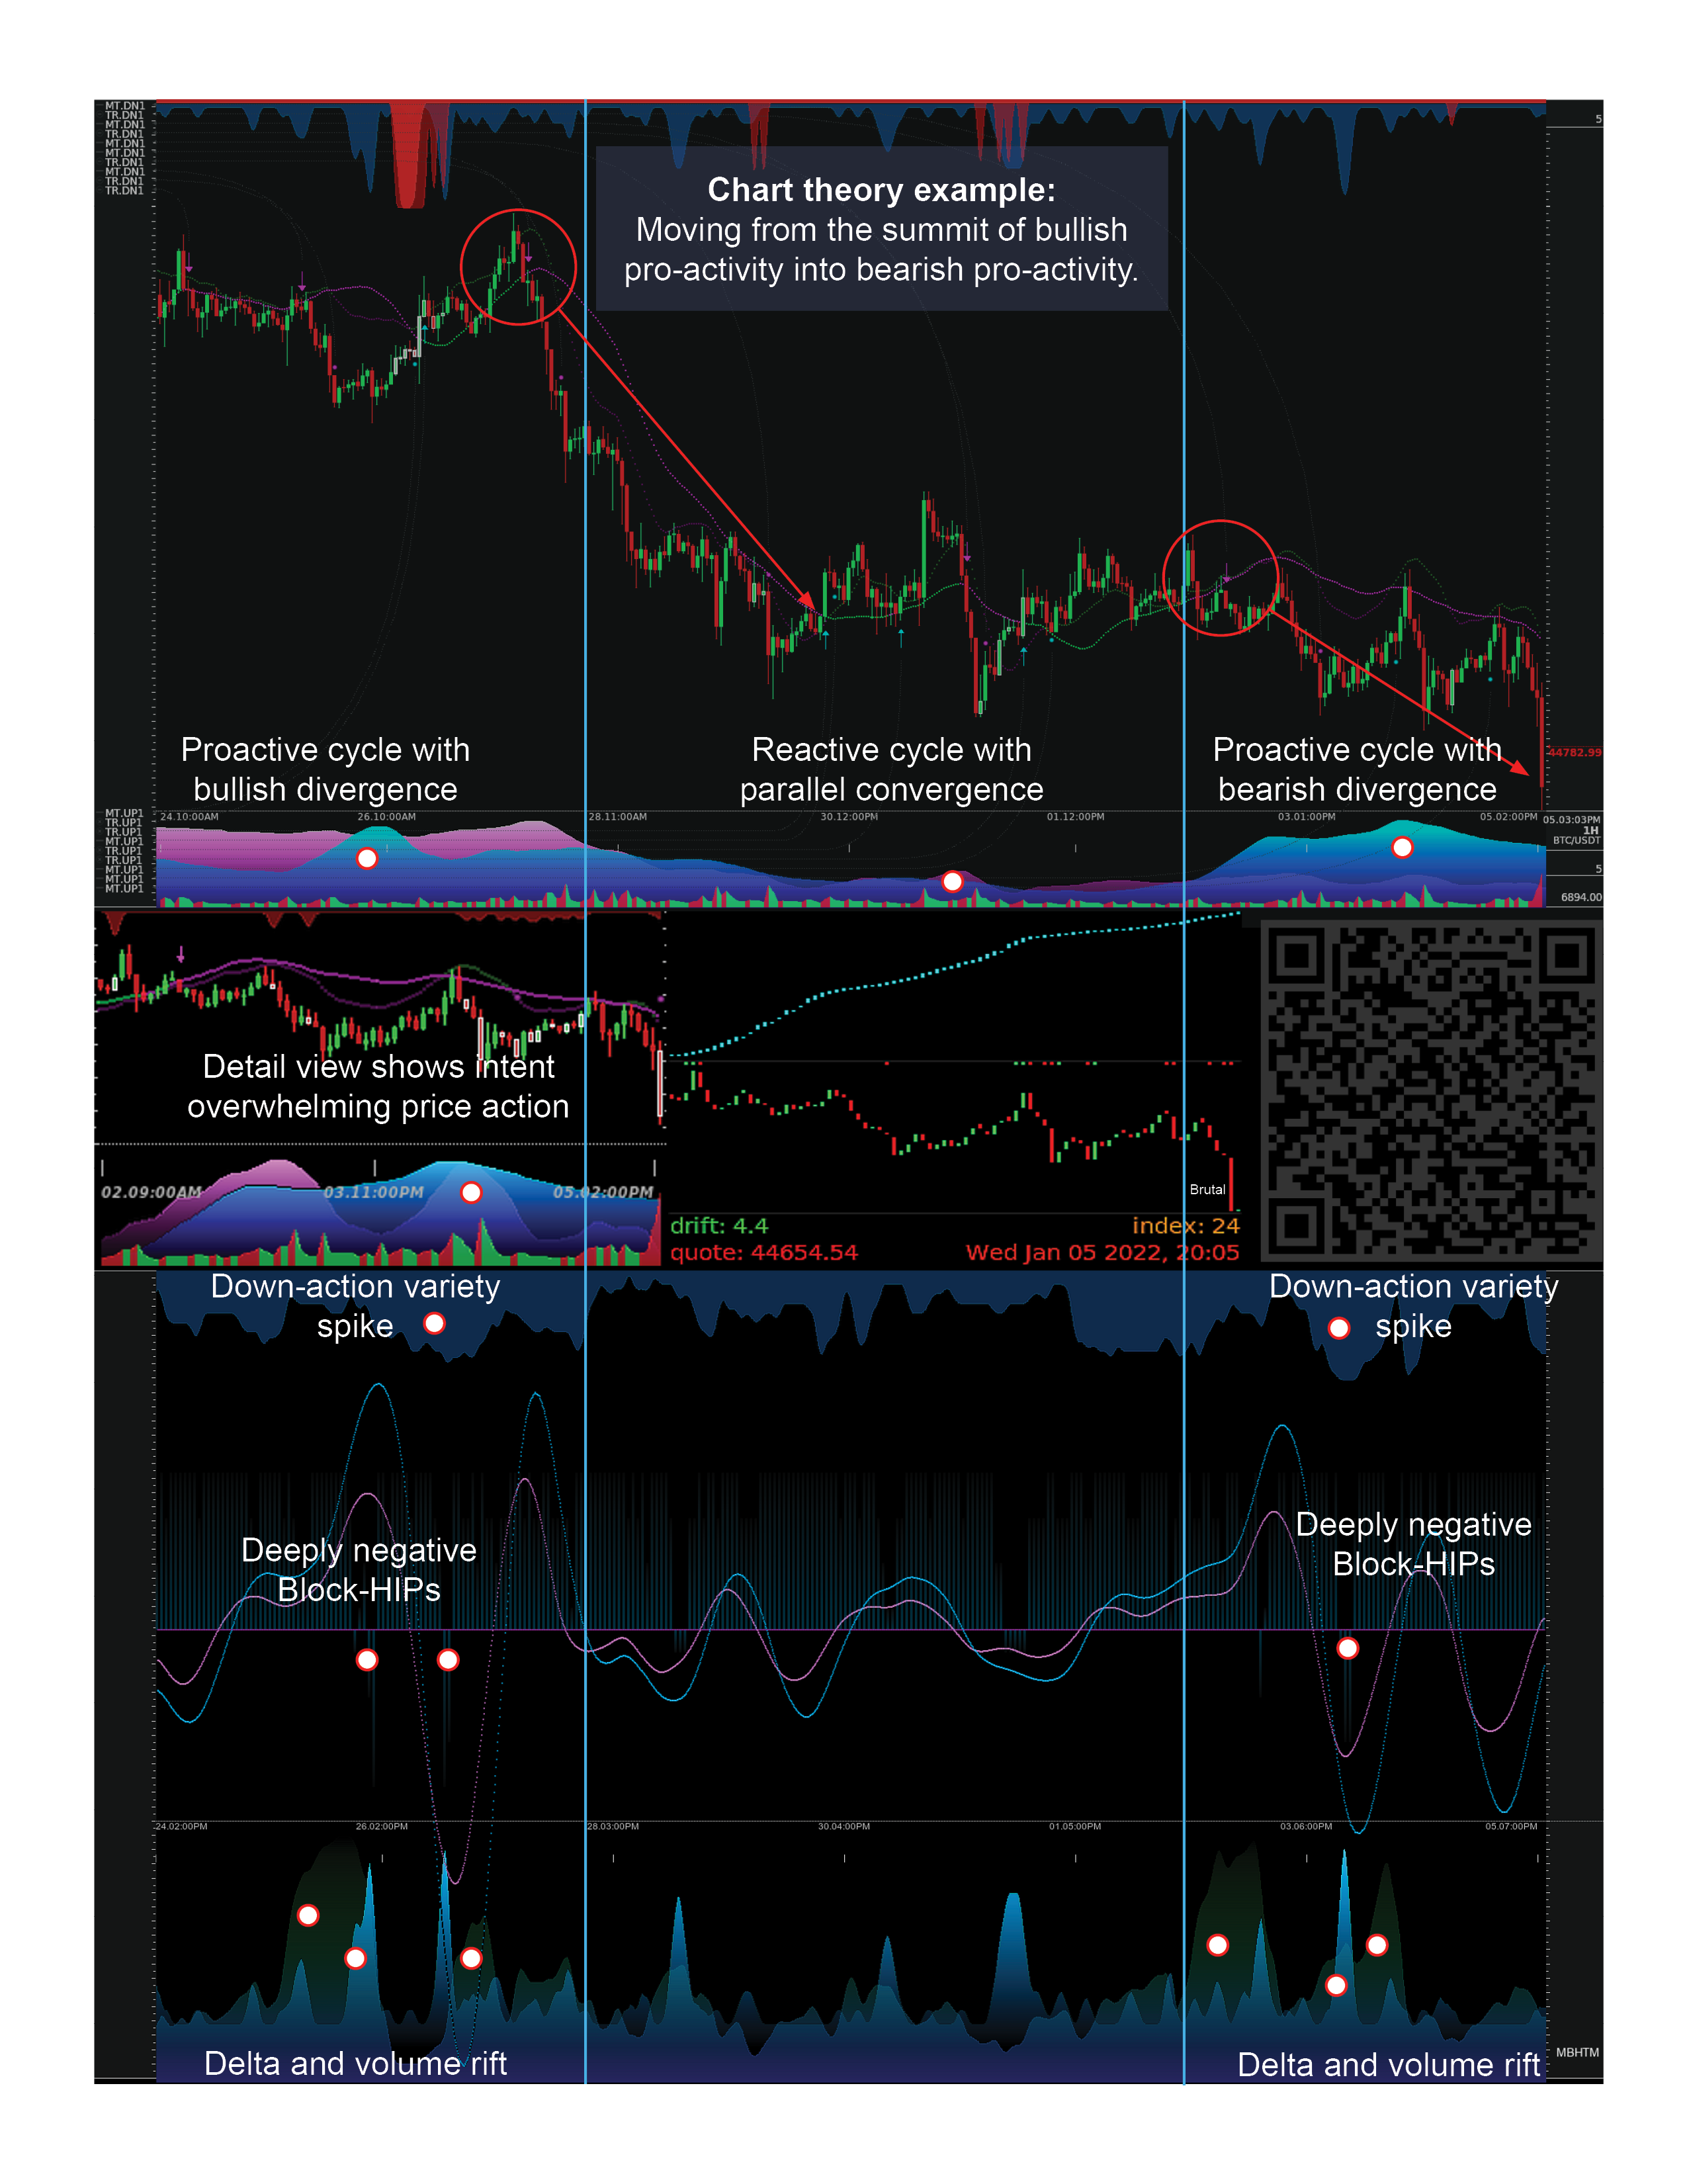 MT.DN1
TR.DN1
MT.DN1
TR.DN1
MT.DN1
MT.DN1
TR.DN1
MT.DN1
TR.DN1
TR.DN1
5
Chart theory example:
Moving from the summit of bullish
pro-activity into bearish pro-activity.
Proactive cycle with
bullish divergence
Reactive cycle with
parallel convergence
Proactive cycle with
bearish divergence
44782.99
MT.UP1
TR.UP1
TR.UP1
MT.UP1
TR.UP1
TR.UP1
MT.UP1
MT.UP1
MT.UP1
24.10:00AM
26.10:00AM
28.11:00AM
30.12:00PM
01.12:00PM
03.01:00PM
05.02:00PM
05.03:03PM
1H
BTC/USDT
5
6894.00
Detail view shows intent
overwhelming price action
02.09:00AM
03.11:00PM
05.02:00PM
Brutal
drift: 4.4
index: 24
quote: 44654.54
Wed Jan 05 2022, 20:05
Down-action variety
spike
Down-action variety
spike
Deeply negative
Block-HIPs
Deeply negative
Block-HIPs
24.02:00PM
26.02:00PM
28.03:00PM
30.04:00PM
01.05:00PM
03.06:00PM
05.07:00PM
MBHTM
Delta and volume rift
Delta and volume rift